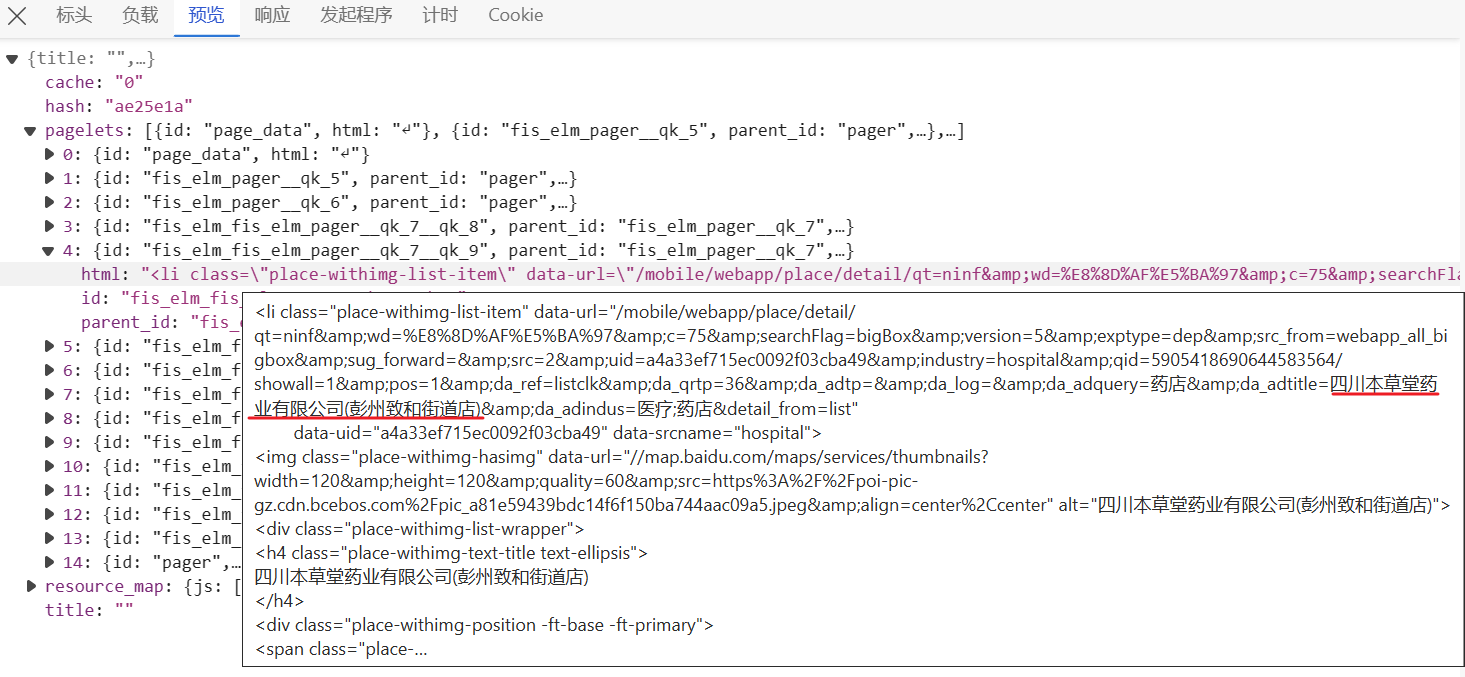 标头 负载 预览 响应 发起程序 计时 Cookie
{title: "",…}
cache: "0"
hash: "ae25e1a"
pagelets: [{id: "page_data", html: "↵"}, {id: "fis_elm_pager__qk_5", parent_id: "pager",…},…]
0: {id: "page_data", html: "↵"}
1: {id: "fis_elm_pager__qk_5", parent_id: "pager",…}
2: {id: "fis_elm_pager__qk_6", parent_id: "pager",…}
3: {id: "fis_elm_fis_elm_pager__qk_7__qk_8", parent_id: "fis_elm_pager__qk_7",…}
4: {id: "fis_elm_fis_elm_pager__qk_7__qk_9", parent_id: "fis_elm_pager__qk_7",…}
html: "<li class=\"place-withimg-list-item\" data-url=\"/mobile/webapp/place/detail/qt=ninf&amp;wd=%E8%8D%AF%E5%BA%97&amp;c=75&amp;searchFla
id: "fis_elm_fis_
parent_id: "fis_
5: {id: "fis_elm_f
6: {id: "fis_elm_f
7: {id: "fis_elm_f
8: {id: "fis_elm_f
9: {id: "fis_elm_f
10: {id: "fis_elm_
11: {id: "fis_elm_
12: {id: "fis_elm_
13: {id: "fis_elm_
14: {id: "pager",…
resource_map: {js: [
title: ""
<li class="place-withimg-list-item" data-url="/mobile/webapp/place/detail/
qt=ninf&amp;wd=%E8%8D%AF%E5%BA%97&amp;c=75&amp;searchFlag=bigBox&amp;version=5&amp;exptype=dep&amp;src_from=webapp_all_bi
gbox&amp;sug_forward=&amp;src=2&amp;uid=a4a33ef715ec0092f03cba49&amp;industry=hospital&amp;qid=5905418690644583564/
showall=1&amp;pos=1&amp;da_ref=listclk&amp;da_qrtp=36&amp;da_adtp=&amp;da_log=&amp;da_adquery=药店&amp;da_adtitle=四川本草堂药
业有限公司(彭州致和街道店)&amp;da_adindus=医疗;药店&detail_from=list"
data-uid="a4a33ef715ec0092f03cba49" data-srcname="hospital">
<img class="place-withimg-hasimg" data-url="//map.baidu.com/maps/services/thumbnails?
width=120&amp;height=120&amp;quality=60&amp;src=https%3A%2F%2Fpoi-pic-
gz.cdn.bcebos.com%2Fpic_a81e59439bdc14f6f150ba744aac09a5.jpeg&amp;align=center%2Ccenter" alt="四川本草堂药业有限公司(彭州致和街道店)">
<div class="place-withimg-list-wrapper">
<h4 class="place-withimg-text-title text-ellipsis">
四川本草堂药业有限公司(彭州致和街道店)
</h4>
<div class="place-withimg-position -ft-base -ft-primary">
<span class="place-…